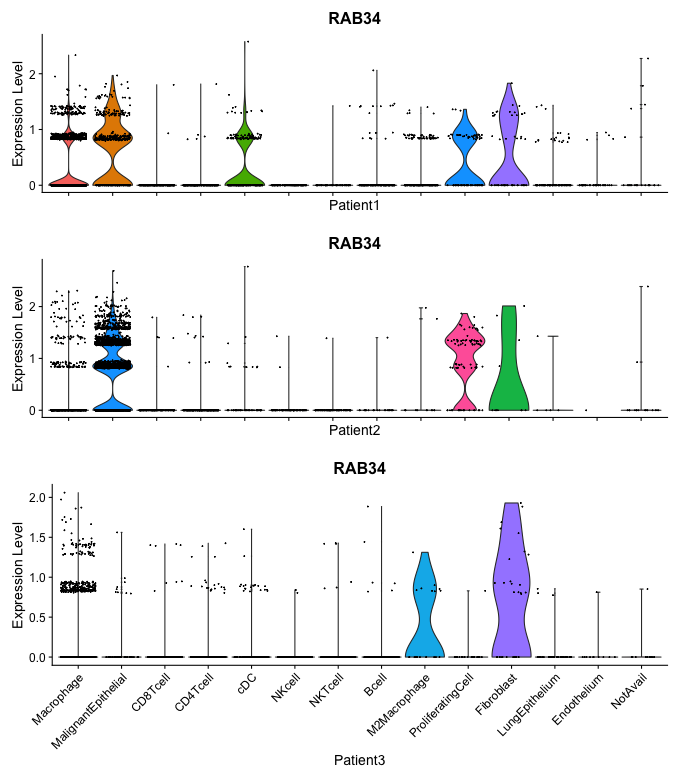 RAB34
Expression Level
2
1
0
Patient1
RAB34
Expression Level
2
1
0
Patient2
RAB34
Expression Level
2.0
1.5
1.0
0.5
0.0
Macrophage
MalignantEpithelial
CD8Tcell
CD4Tcell
cDC
NKcell
NKTcell
Bcell
M2Macrophage
ProliferatingCell
Fibroblast
LungEpithelium
Endothelium
NotAvail
Patient3